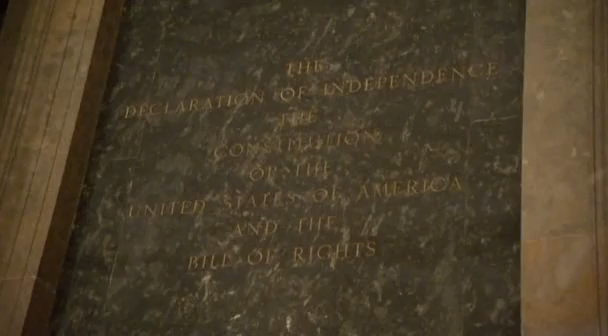 THE
DECLARATION OF INDEPENDENCE
THE
CONSTITUTION
OF THE
UNITED STATES OF AMERICA
AND THE
BILL OF RIGHTS